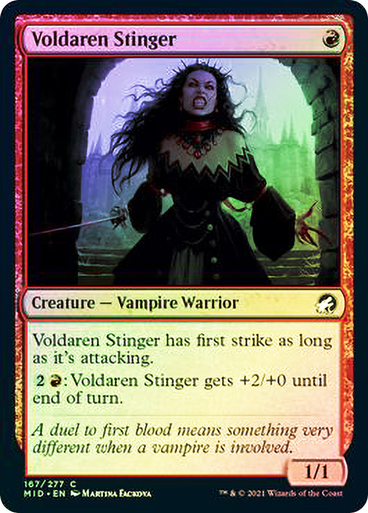 Voldaren Stinger
Creature — Vampire Warrior
Voldaren Stinger has first strike as long
as it's attacking.
2 : Voldaren Stinger gets +2/+0 until
end of turn.
A duel to first blood means something very
different when a vampire is involved.
1/1
167/277 C
MID • EN Martina Fačková
™ & © 2021 Wizards of the Coast